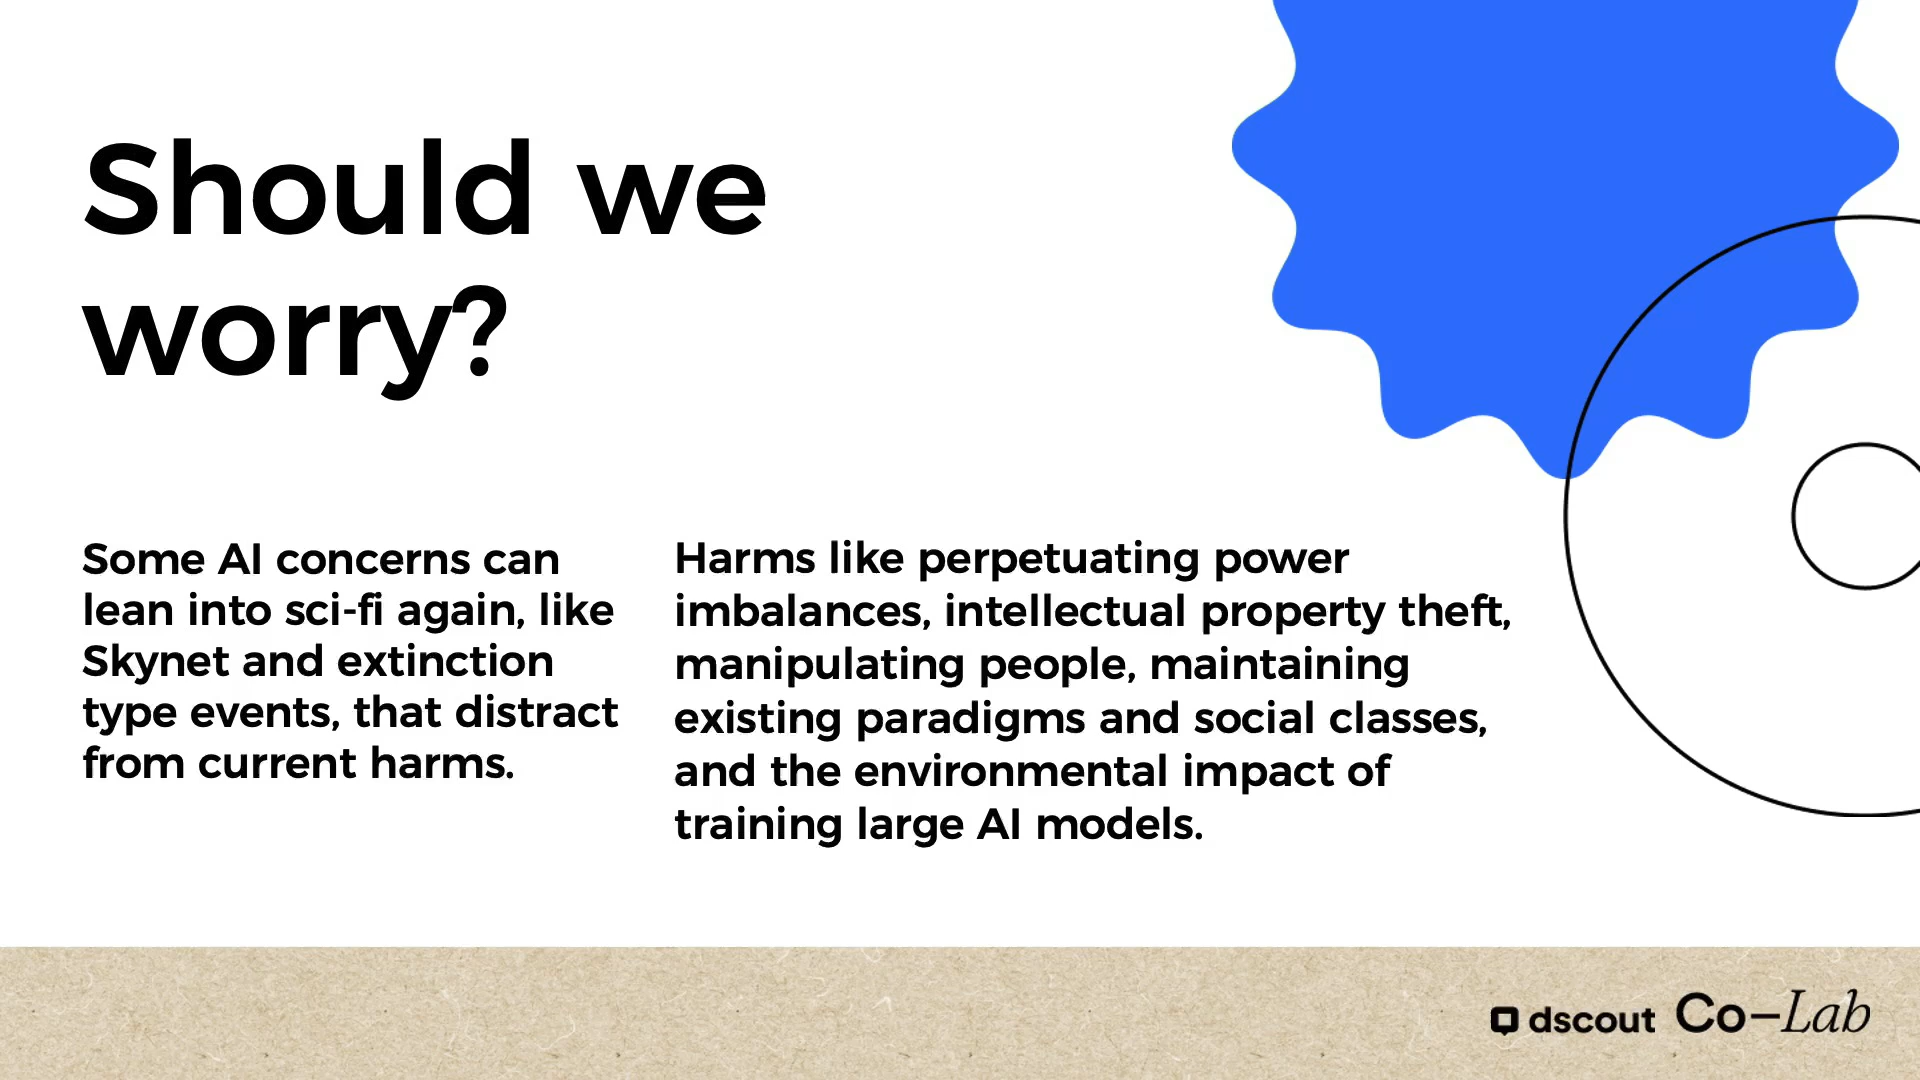 Should we
worry?
Some AI concerns can
lean into sci-fi again, like
Skynet and extinction
type events, that distract
from current harms.
Harms like perpetuating power
imbalances, intellectual property theft,
manipulating people, maintaining
existing paradigms and social classes,
and the environmental impact of
training large AI models.
dscout Co–Lab